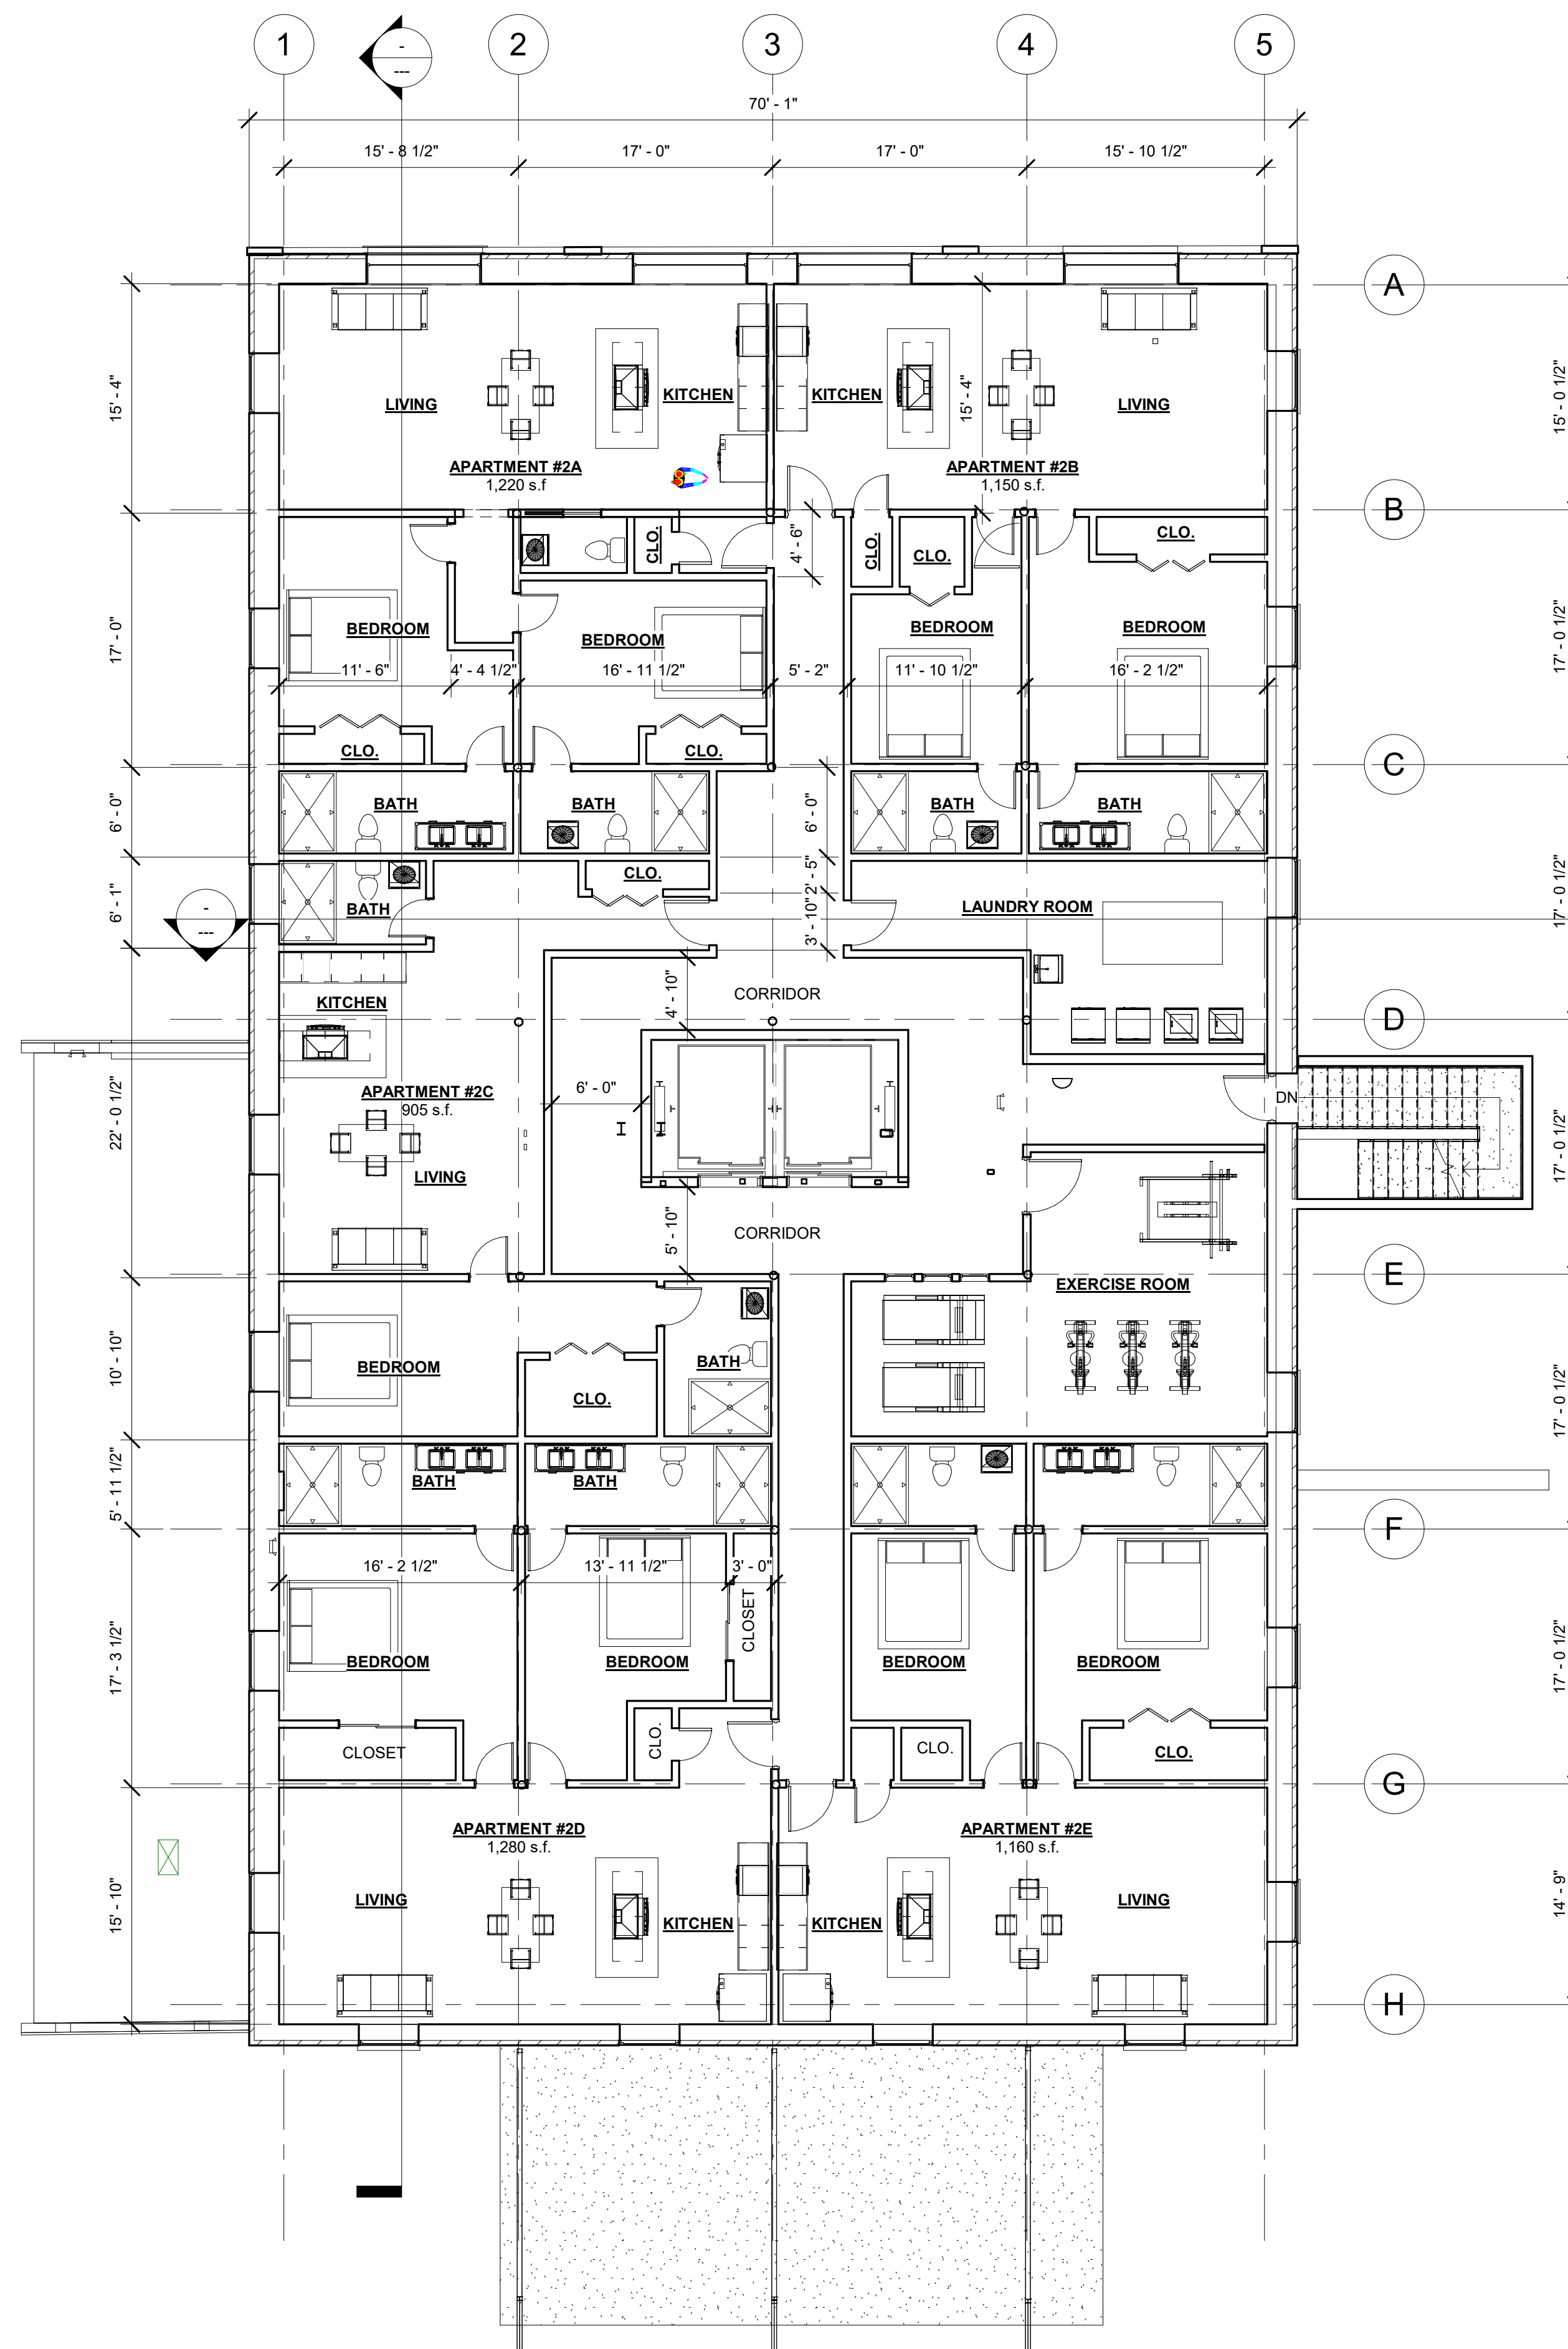 1
2
3
4
5
-
---
70' - 1"
15' - 8 1/2"
17' - 0"
17' - 0"
15' - 10 1/2"
A
15' - 4"
LIVING
KITCHEN
KITCHEN
15' - 4"
LIVING
15' - 0 1/2"
APARTMENT #2A
1,220 s.f
APARTMENT #2B
1,150 s.f.
B
CLO.
4' - 6"
CLO.
CLO.
CLO.
17' - 0"
BEDROOM
BEDROOM
BEDROOM
BEDROOM
17' - 0 1/2"
11' - 6"
4' - 4 1/2"
16' - 11 1/2"
5' - 2"
11' - 10 1/2"
16' - 2 1/2"
CLO.
CLO.
C
6' - 0"
BATH
BATH
6' - 0"
BATH
BATH
CLO.
2' - 5"
6' - 1"
BATH
3' - 10"
LAUNDRY ROOM
17' - 0 1/2"
-
---
KITCHEN
4' - 10"
CORRIDOR
D
22' - 0 1/2"
APARTMENT #2C
905 s.f.
6' - 0"
DN
17' - 0 1/2"
LIVING
5' - 10"
CORRIDOR
E
EXERCISE ROOM
10' - 10"
BEDROOM
BATH
CLO.
17' - 0 1/2"
5' - 11 1/2"
BATH
BATH
F
16' - 2 1/2"
13' - 11 1/2"
3' - 0"
CLOSET
17' - 3 1/2"
BEDROOM
BEDROOM
BEDROOM
BEDROOM
17' - 0 1/2"
CLOSET
CLO.
CLO.
CLO.
G
APARTMENT #2D
1,280 s.f.
APARTMENT #2E
1,160 s.f.
15' - 10"
LIVING
KITCHEN
KITCHEN
LIVING
14' - 9"
H